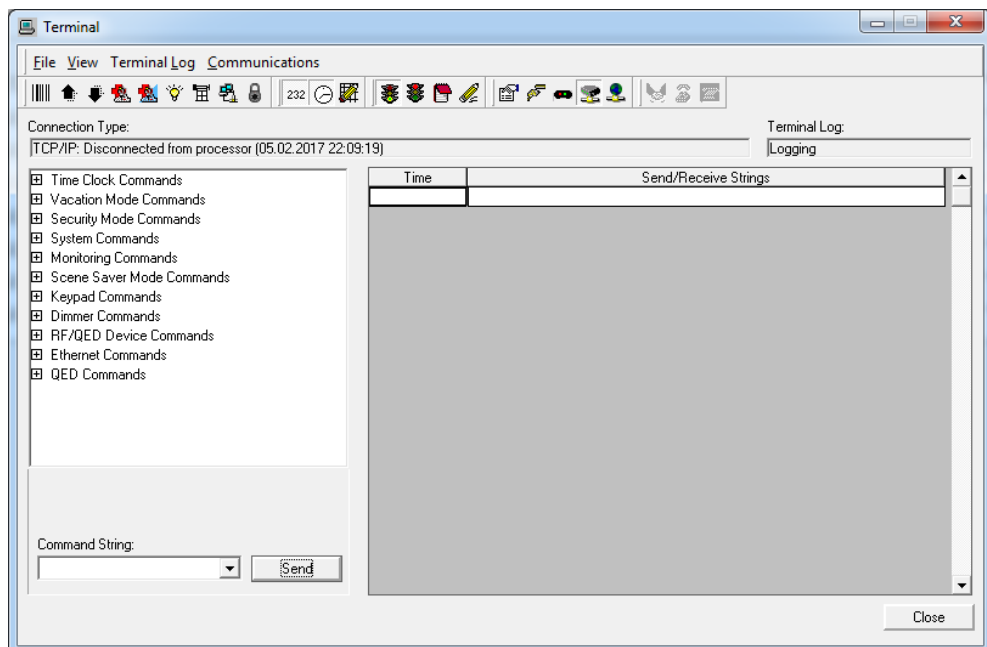 Terminal
File View Terminal Log Communications
232
Connection Type:
Terminal Log:
TCP/IP: Disconnected from processor (05.02.2017 22:09:19)
Logging
Time Clock Commands
Vacation Mode Commands
Security Mode Commands
System Commands
Monitoring Commands
Scene Saver Mode Commands
Keypad Commands
Dimmer Commands
RF/QED Device Commands
Ethernet Commands
QED Commands
Time
Send/Receive Strings
Command String:
Send
Close